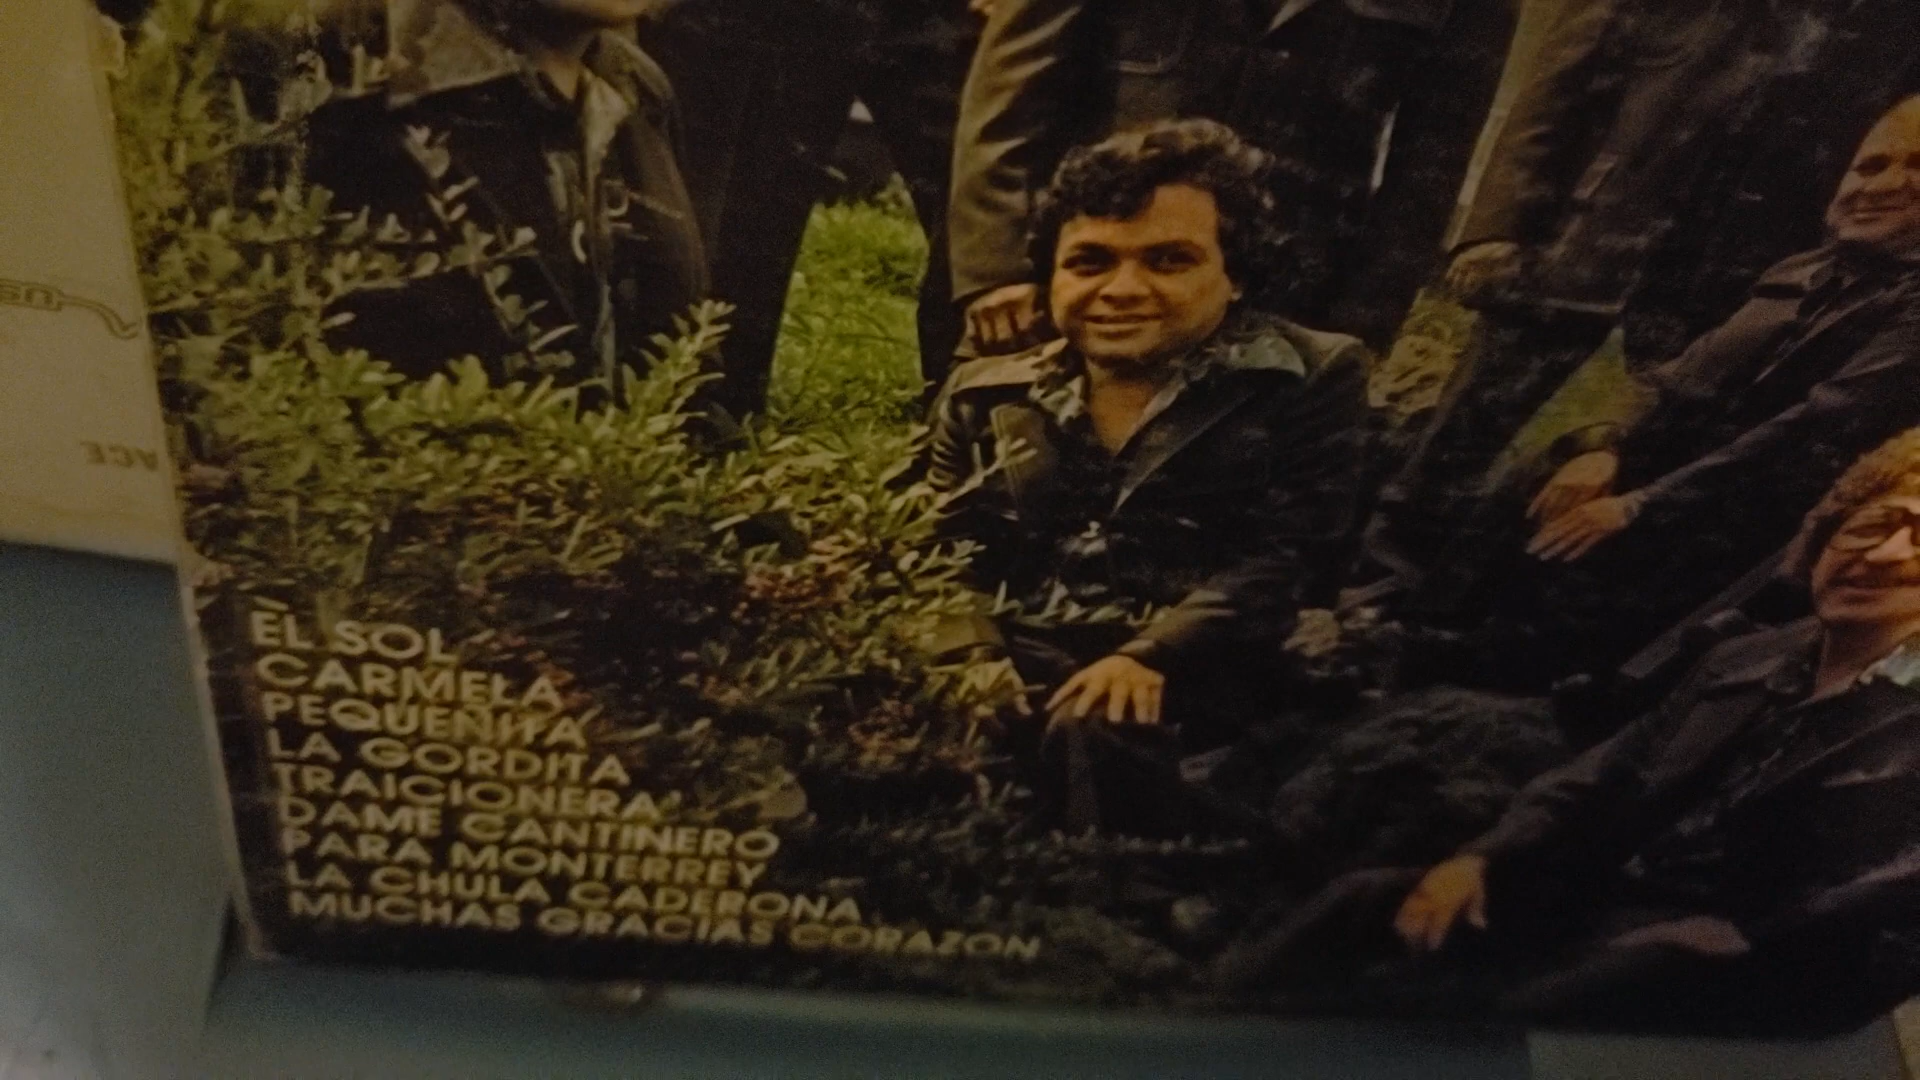 EL SOL
CARMELA
PEQUEÑITA
LA GORDITA
TRAICIONERA
DAME CANTINERO
PARA MONTERREY
LA CHULA CADERONA
MUCHAS GRACIAS CORAZON